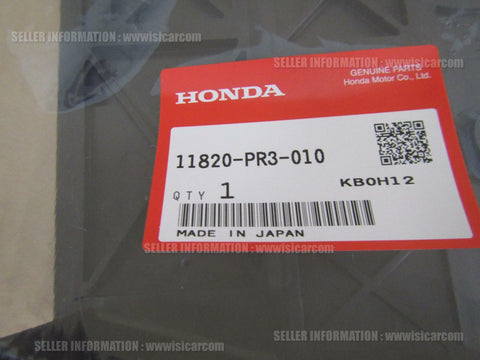 SELLER INFORMATION : wwwisicarcom
SELLER INFORMATION : wwwisicarcom
GENUINE PARTS
Honda Motor Co., Ltd.
HONDA
11820-PR3-010
QTY 1
KB0H12
MADE IN JAPAN
SELLER INFORMATION : wwwisicarcom
SELLER INFORMATION : wwwisicarcom
SELLER INFORMATION : wwwisicarcom